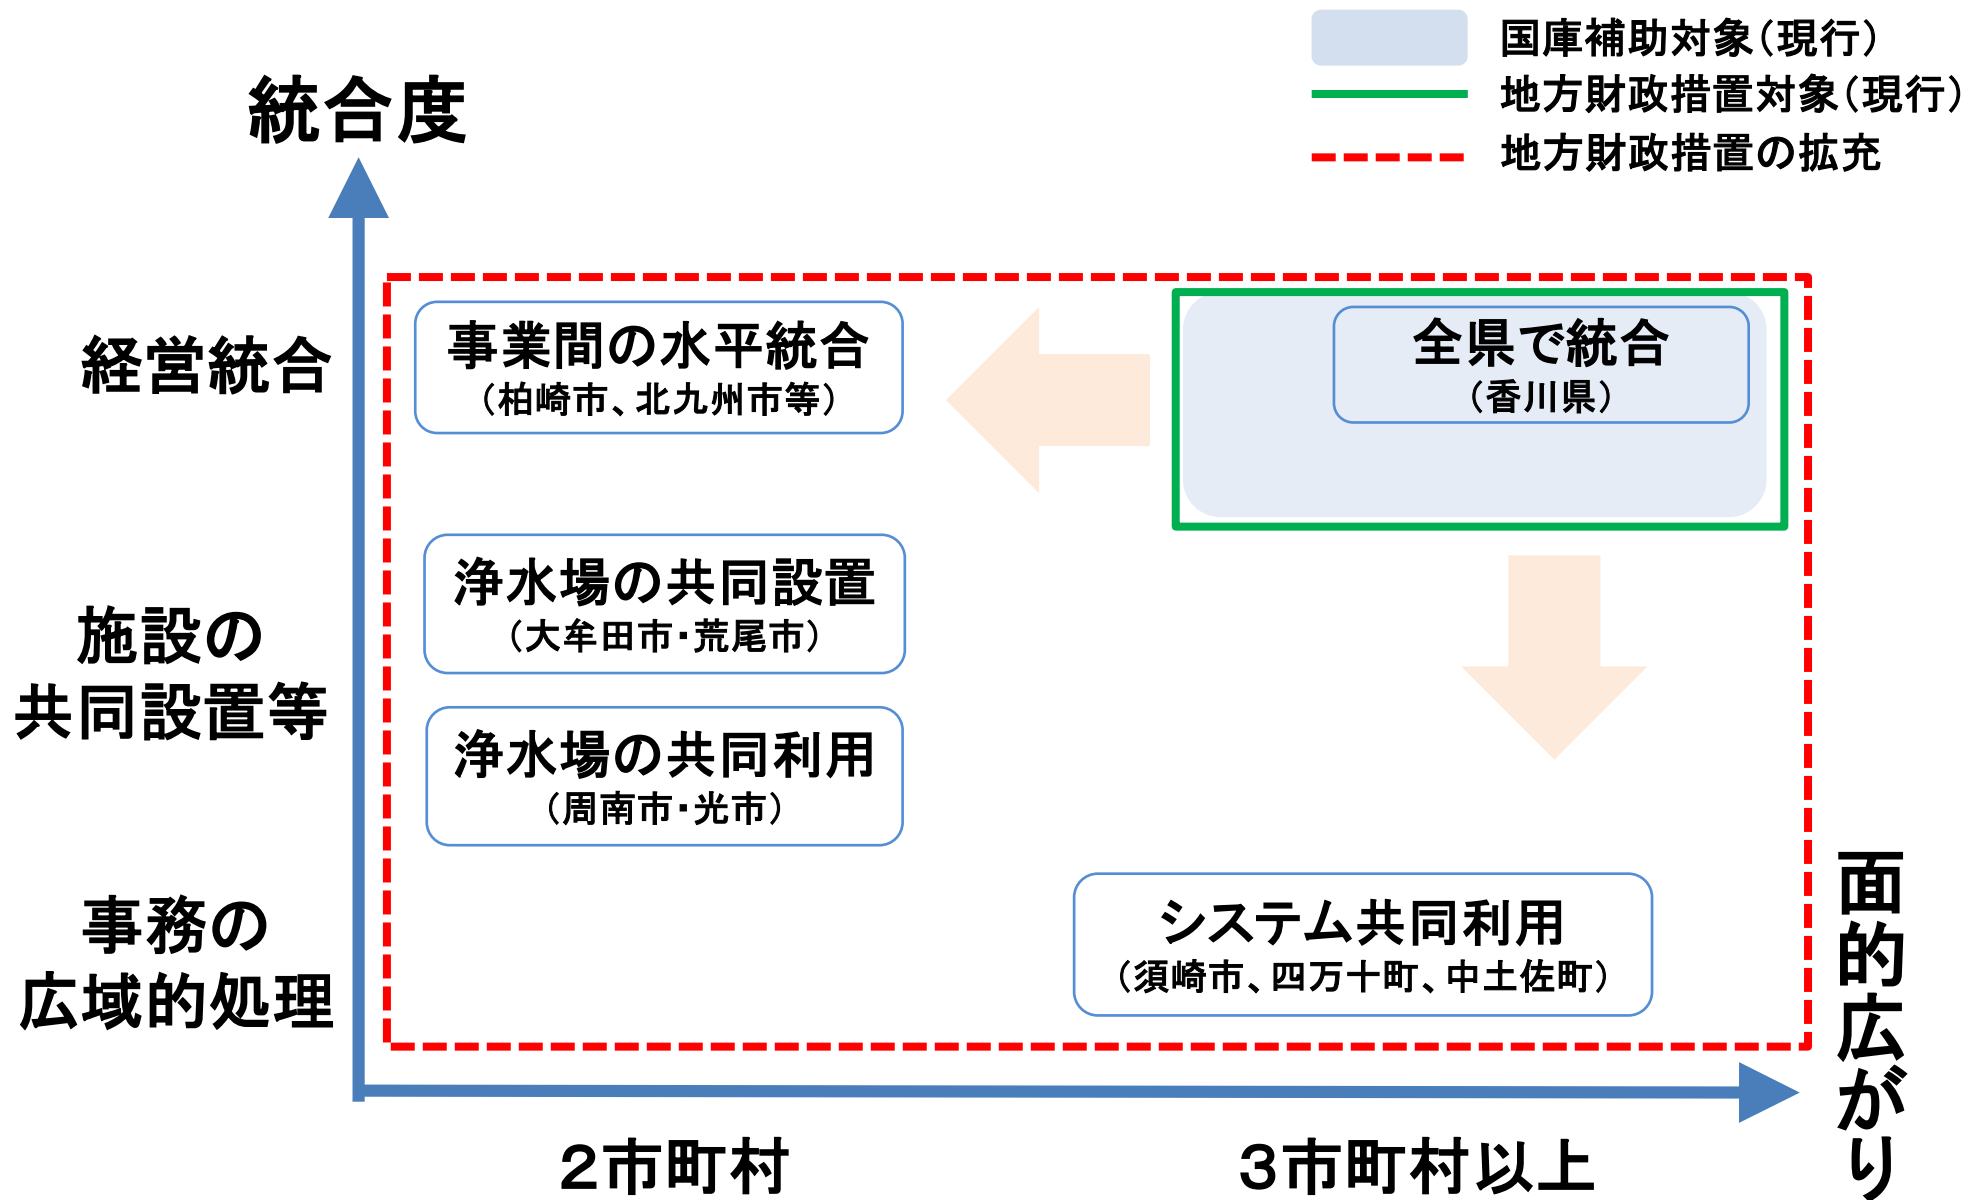 国庫補助対象（現行）
地方財政措置対象（現行）
地方財政措置の拡充
統合度
経営統合
事業間の水平統合
（柏崎市、北九州市等）
全県で統合
（香川県）
施設の
共同設置等
浄水場の共同設置
（大牟田市・荒尾市）
浄水場の共同利用
（周南市・光市）
事務の
広域的処理
システム共同利用
（須崎市、四万十町、中土佐町）
面的広がり
２市町村
３市町村以上